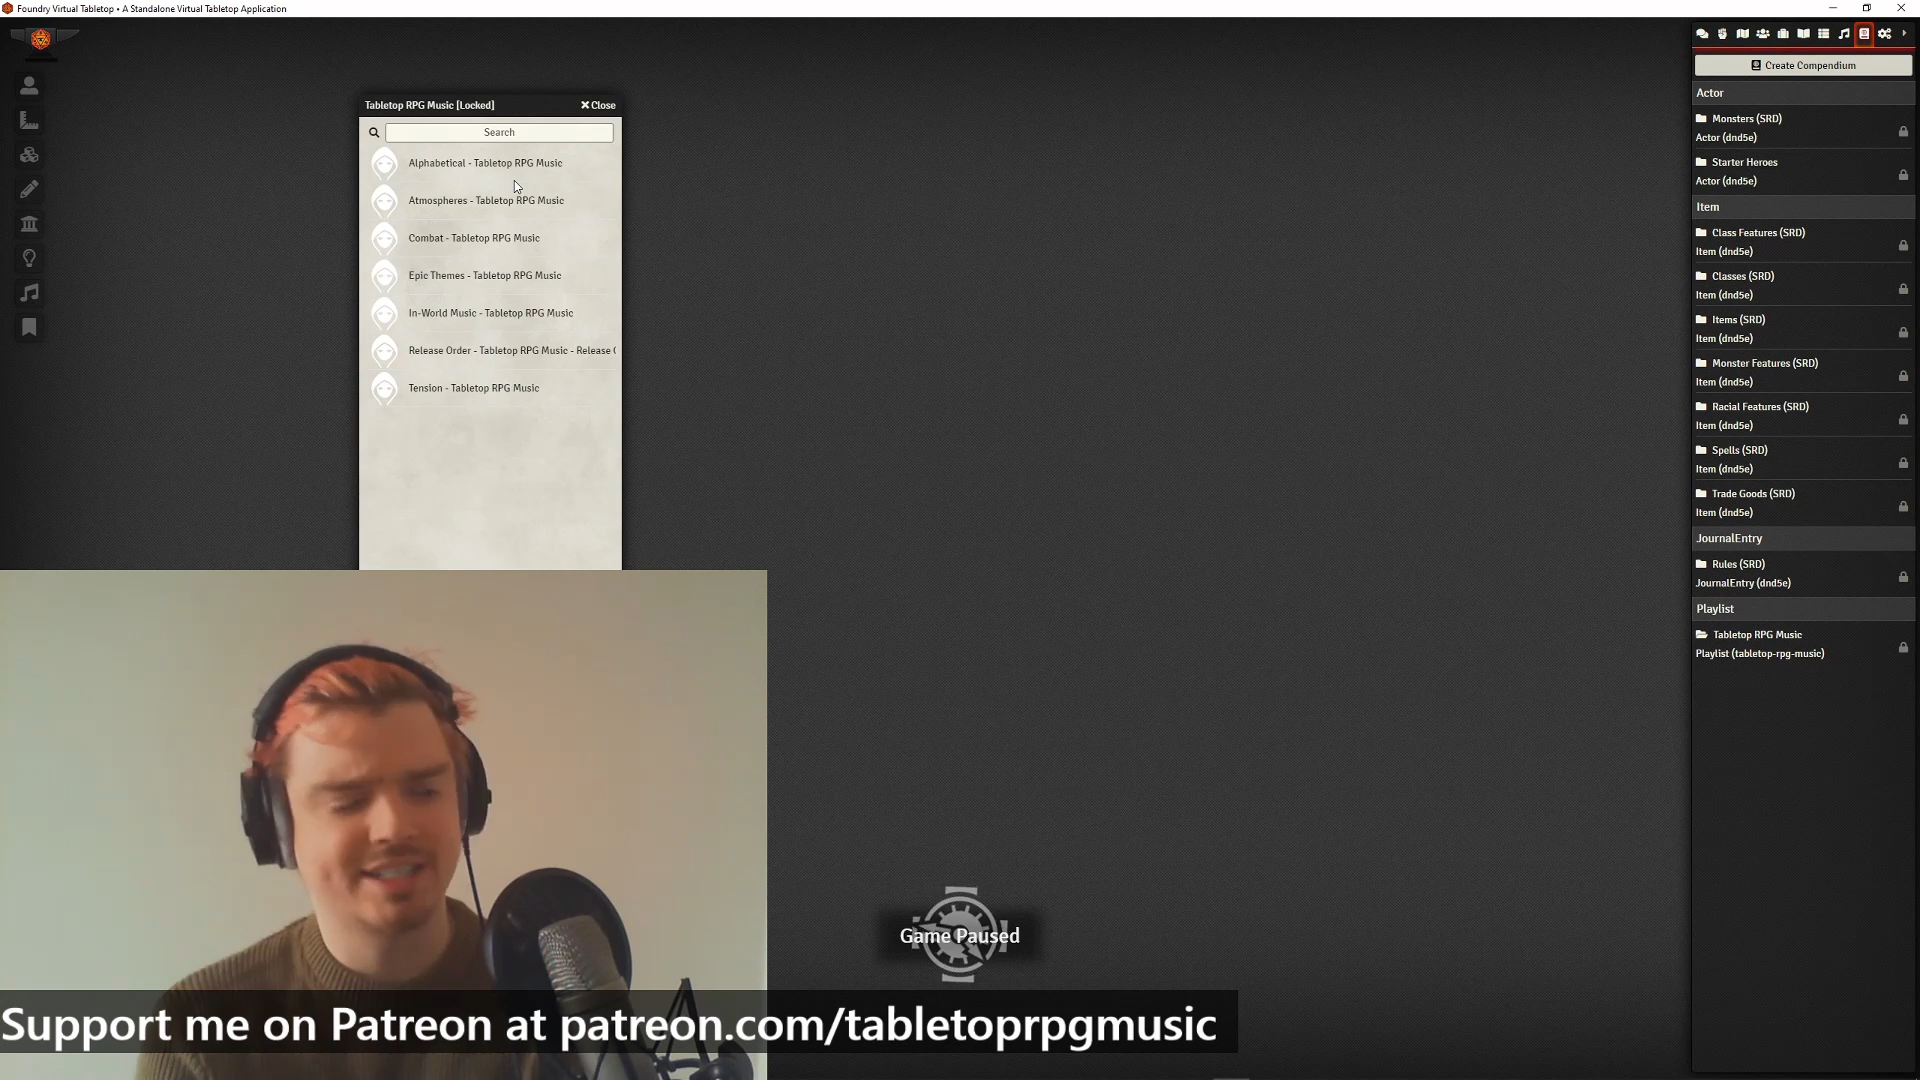 Foundry Virtual Tabletop • A Standalone Virtual Tabletop Application
Create Compendium
Tabletop RPG Music [Locked]
Close
Search
Alphabetical - Tabletop RPG Music
Atmospheres - Tabletop RPG Music
Combat - Tabletop RPG Music
Epic Themes - Tabletop RPG Music
In-World Music - Tabletop RPG Music
Release Order - Tabletop RPG Music - Release
Tension - Tabletop RPG Music
Actor
Monsters (SRD)
Actor (dnd5e)
Starter Heroes
Actor (dnd5e)
Item
Class Features (SRD)
Item (dnd5e)
Classes (SRD)
Item (dnd5e)
Items (SRD)
Item (dnd5e)
Monster Features (SRD)
Item (dnd5e)
Racial Features (SRD)
Item (dnd5e)
Spells (SRD)
Item (dnd5e)
Trade Goods (SRD)
Item (dnd5e)
JournalEntry
Rules (SRD)
JournalEntry (dnd5e)
Playlist
Tabletop RPG Music
Playlist (tabletop-rpg-music)
Game Paused
Support me on Patreon at patreon.com/tabletoprpgmusic